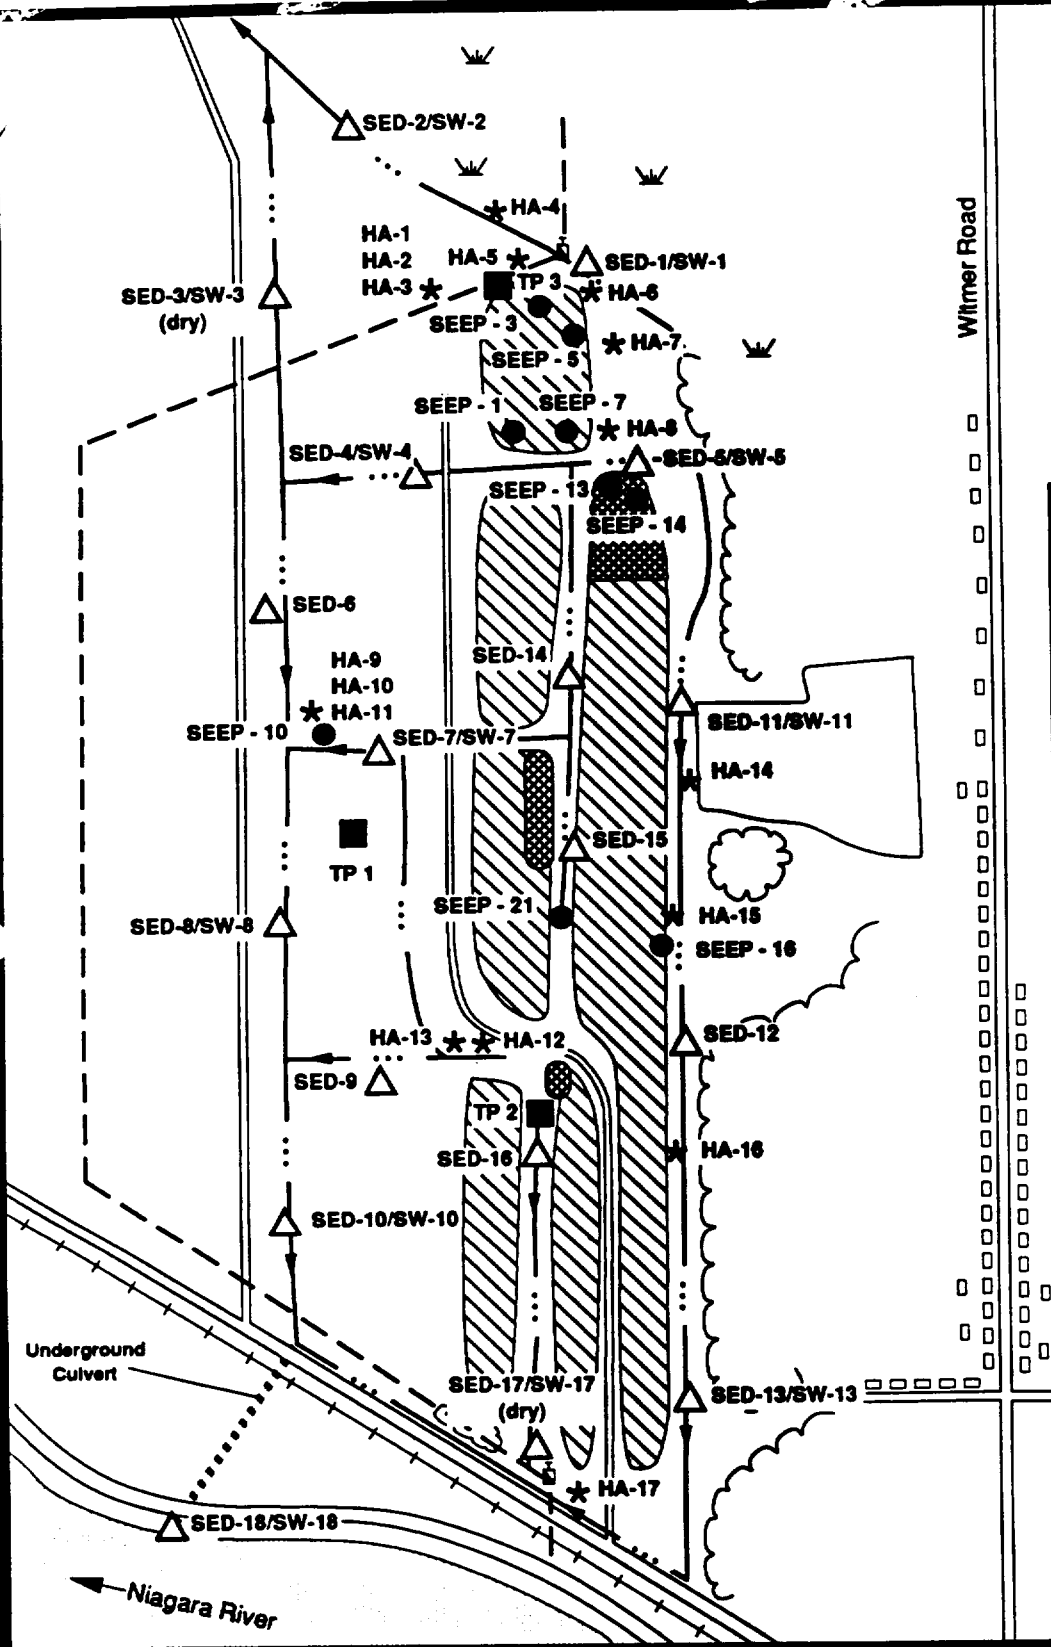 SED-2/SW-2
HA-4
HA-1
HA-2
HA-3
HA-5
SED-1/SW-1
TP 3
HA-6
SED-3/SW-3
(dry)
SEEP - 3
HA-7
SEEP - 5
Witmer Road
SEEP - 1
SEEP - 7
HA-8
SED-4/SW-4
SED-5/SW-5
SEEP - 13
SEEP - 14
SED-6
SED-14
HA-9
HA-10
HA-11
SEEP - 10
SED-7/SW-7
SED-11/SW-11
HA-14
SED-15
TP 1
SEEP - 21
HA-15
SED-8/SW-8
SEEP - 16
HA-13
HA-12
SED-12
SED-9
TP 2
SED-16
HA-16
SED-10/SW-10
Underground
Culvert
SED-17/SW-17
(dry)
SED-13/SW-13
HA-17
SED-18/SW-18
Niagara River